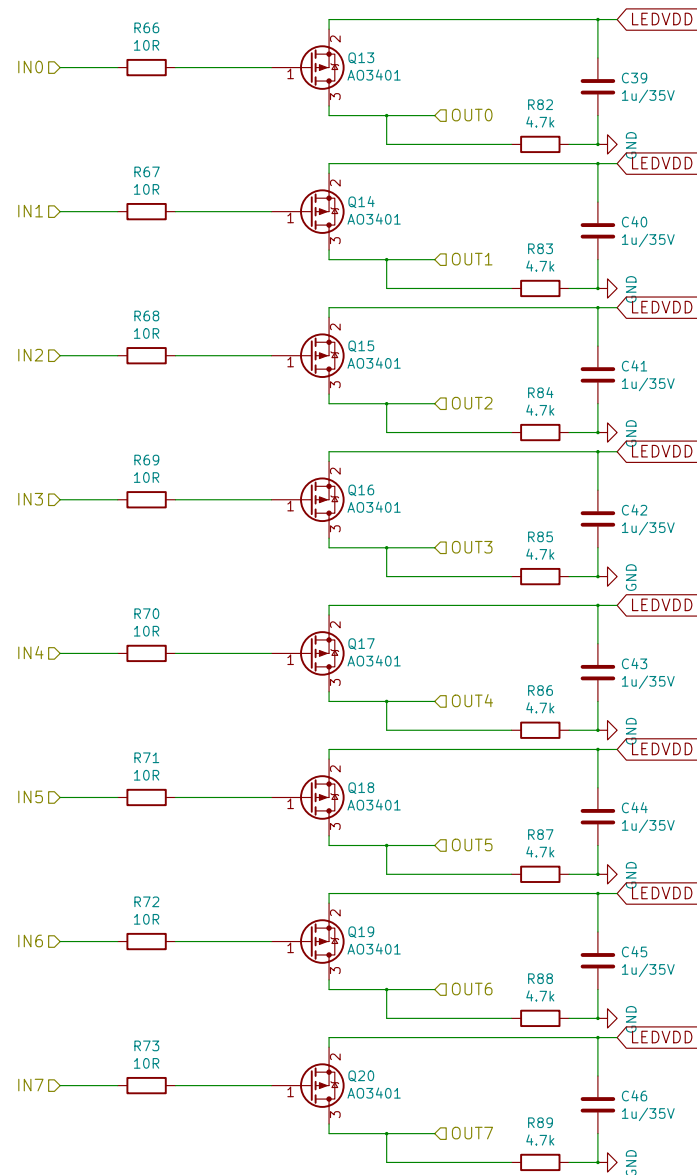 LEDVDD
R66
10R
2
Q13
AO3401
IN0
1
3
C39
1u/35V
R82
4.7k
OUT0
GND
LEDVDD
R67
10R
2
Q14
AO3401
IN1
1
3
C40
1u/35V
R83
4.7k
OUT1
GND
LEDVDD
R68
10R
2
Q15
AO3401
IN2
1
3
C41
1u/35V
R84
4.7k
OUT2
GND
LEDVDD
R69
10R
2
Q16
AO3401
IN3
1
3
C42
1u/35V
R85
4.7k
OUT3
GND
LEDVDD
R70
10R
2
Q17
AO3401
IN4
1
3
C43
1u/35V
R86
4.7k
OUT4
GND
LEDVDD
R71
10R
2
Q18
AO3401
IN5
1
3
C44
1u/35V
R87
4.7k
OUT5
GND
LEDVDD
R72
10R
2
Q19
AO3401
IN6
1
3
C45
1u/35V
R88
4.7k
OUT6
GND
LEDVDD
R73
10R
2
Q20
AO3401
IN7
1
3
C46
1u/35V
R89
4.7k
OUT7
GND